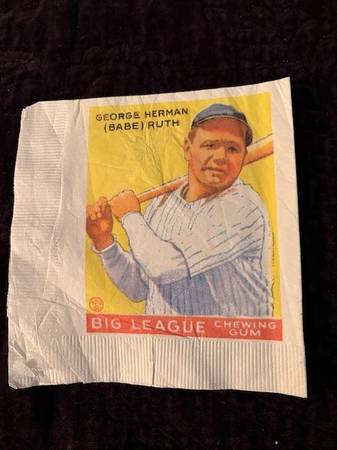 GEORGE HERMAN
(BABE) RUTH
BIG LEAGUE CHEWING
GUM